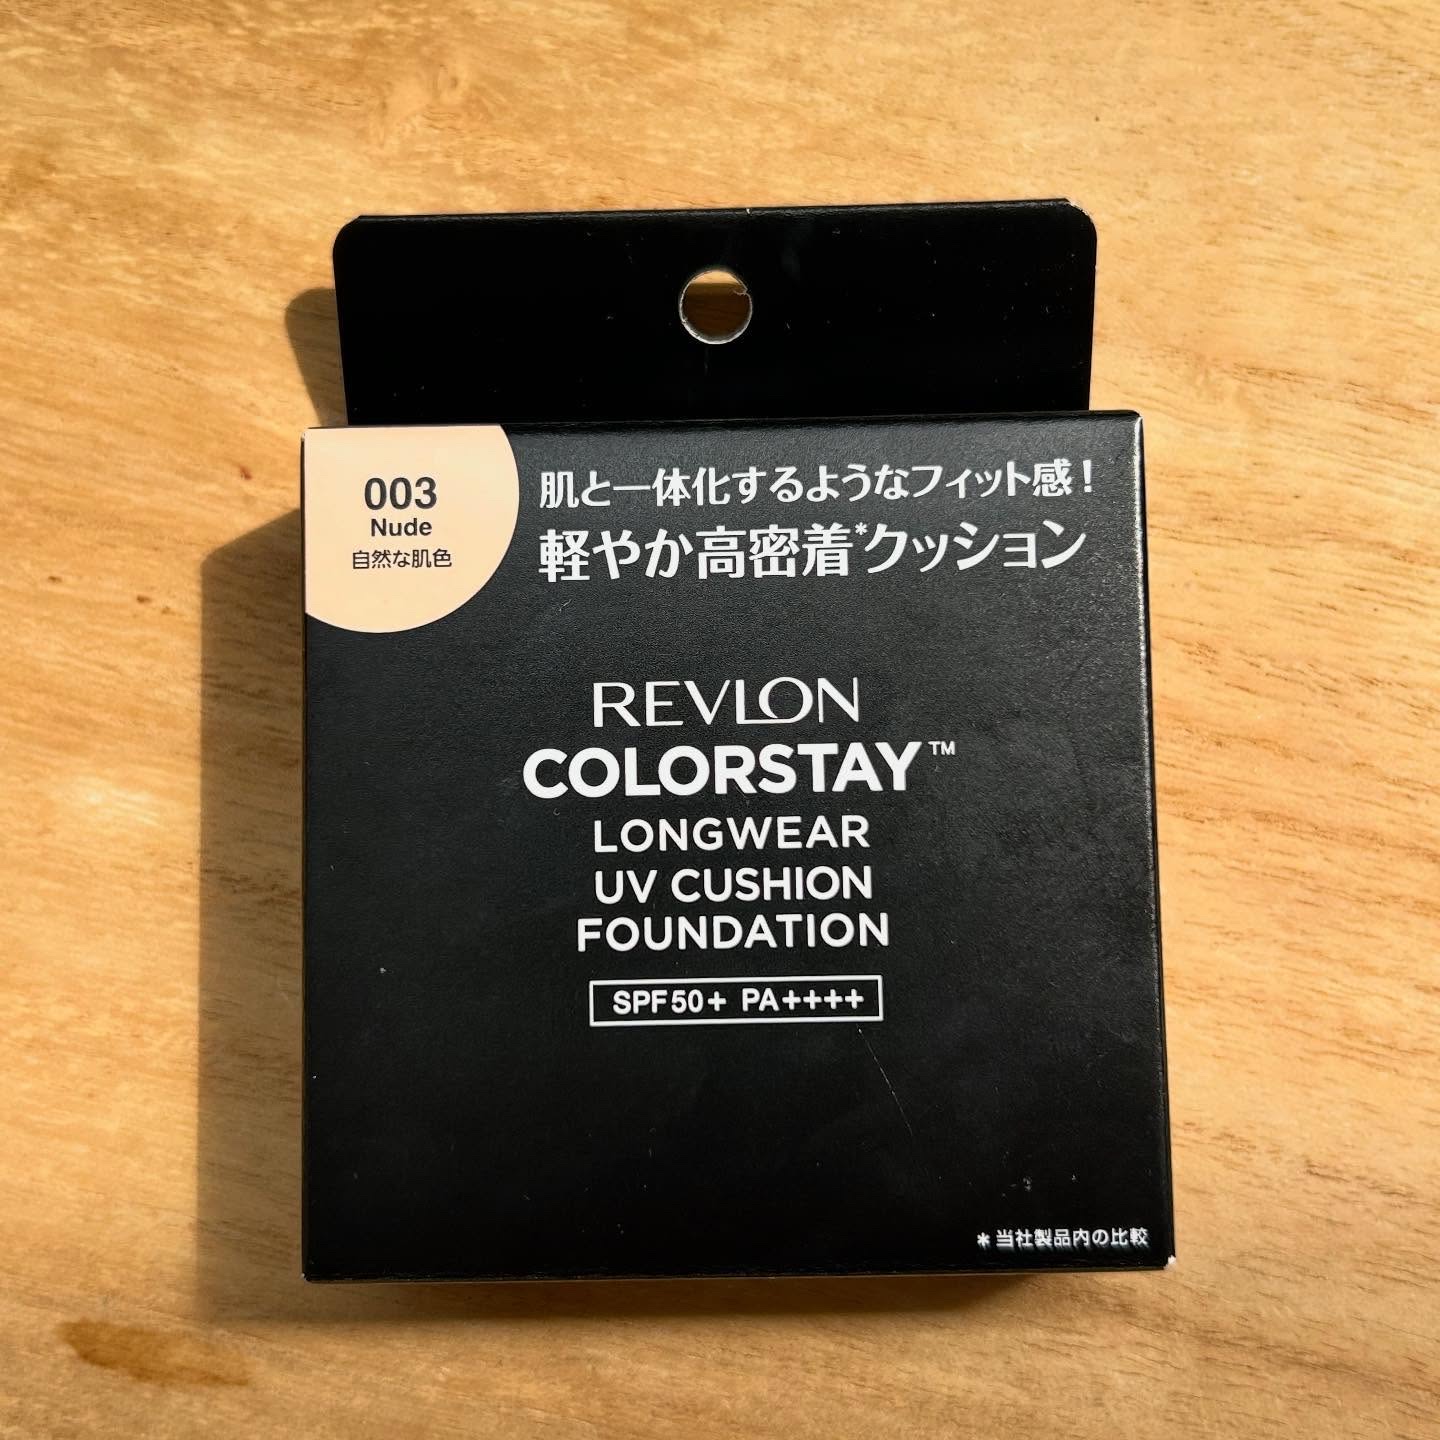 003
Nude
自然な肌色
肌と一体化するようなフィット感!
軽やか高密着*クッション
REVLON
COLORSTAY™
LONGWEAR
UV CUSHION
FOUNDATION
SPF50+ PA++++
*当社製品内の比較